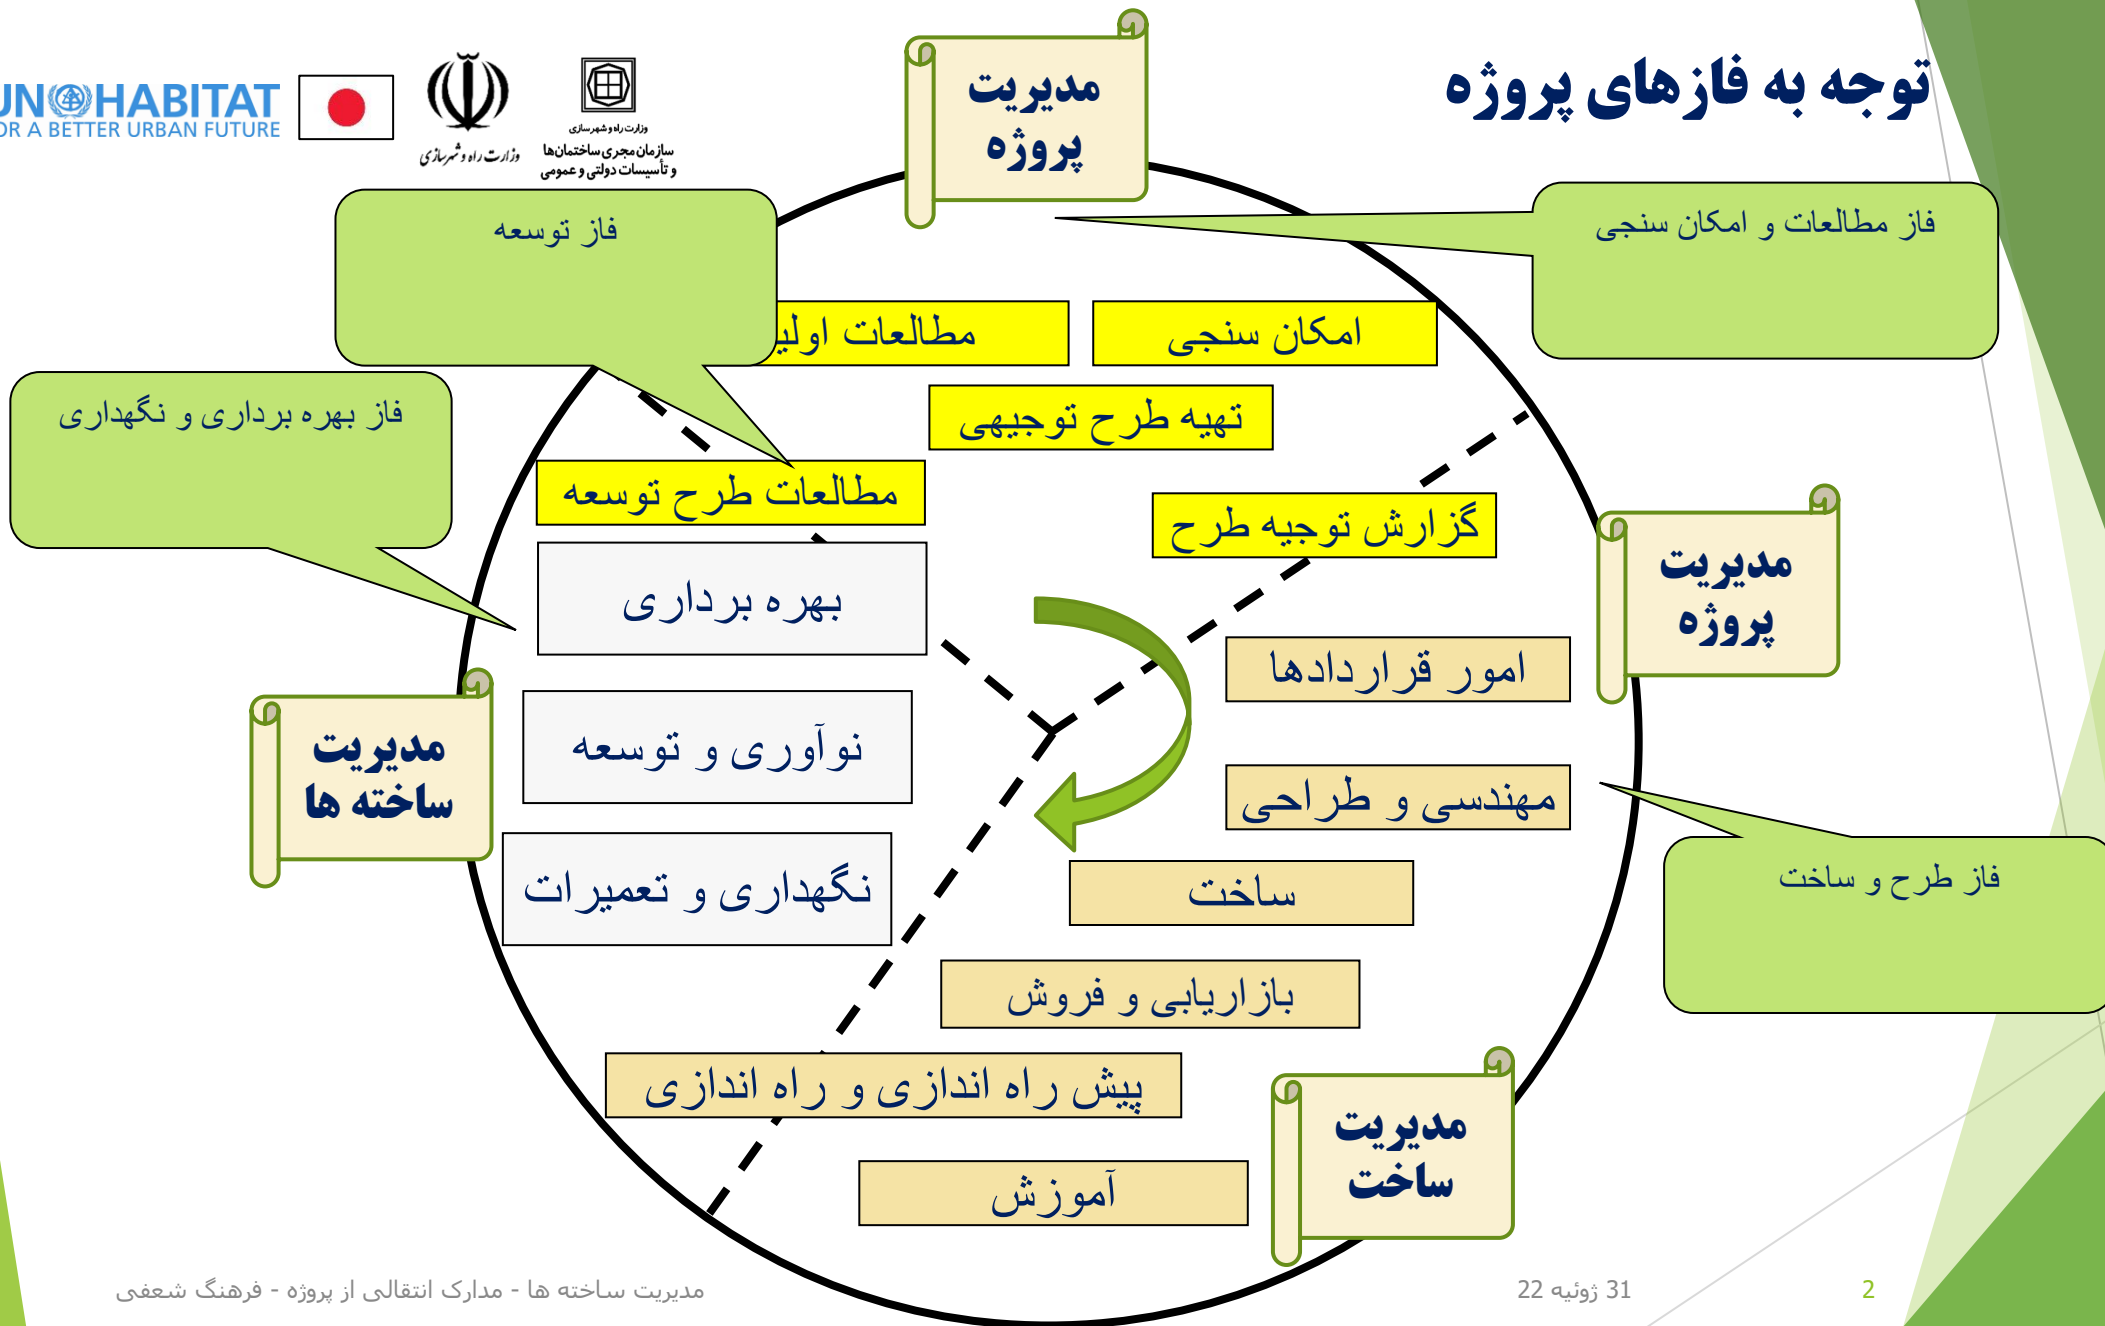 توجه به فازهای پروژه
UN HABITAT
OR A BETTER URBAN FUTURE
وزارت راه و شهرسازی
وزارت راه و شهرسازی
سازمان مجری ساختمان‌ها
و تأسیسات دولتی و عمومی
مدیریت
پروژه
فاز مطالعات و امکان سنجی
فاز توسعه
امکان سنجی
مطالعات
تهیه طرح توجیهی
فاز بهره برداری و نگهداری
مطالعات طرح توسعه
گزارش توجیه طرح
مدیریت
پروژه
بهره برداری
امور قراردادها
نوآوری و توسعه
مدیریت
ساخته ها
مهندسی و طراحی
فاز طرح و ساخت
ساخت
نگهداری و تعمیرات
بازاریابی و فروش
پیش راه اندازی و راه اندازی
مدیریت
ساخت
آموزش
2
31 ژوئیه 22
مدیریت ساخته ها - مدارک انتقالی از پروژه - فرهنگ شعفی